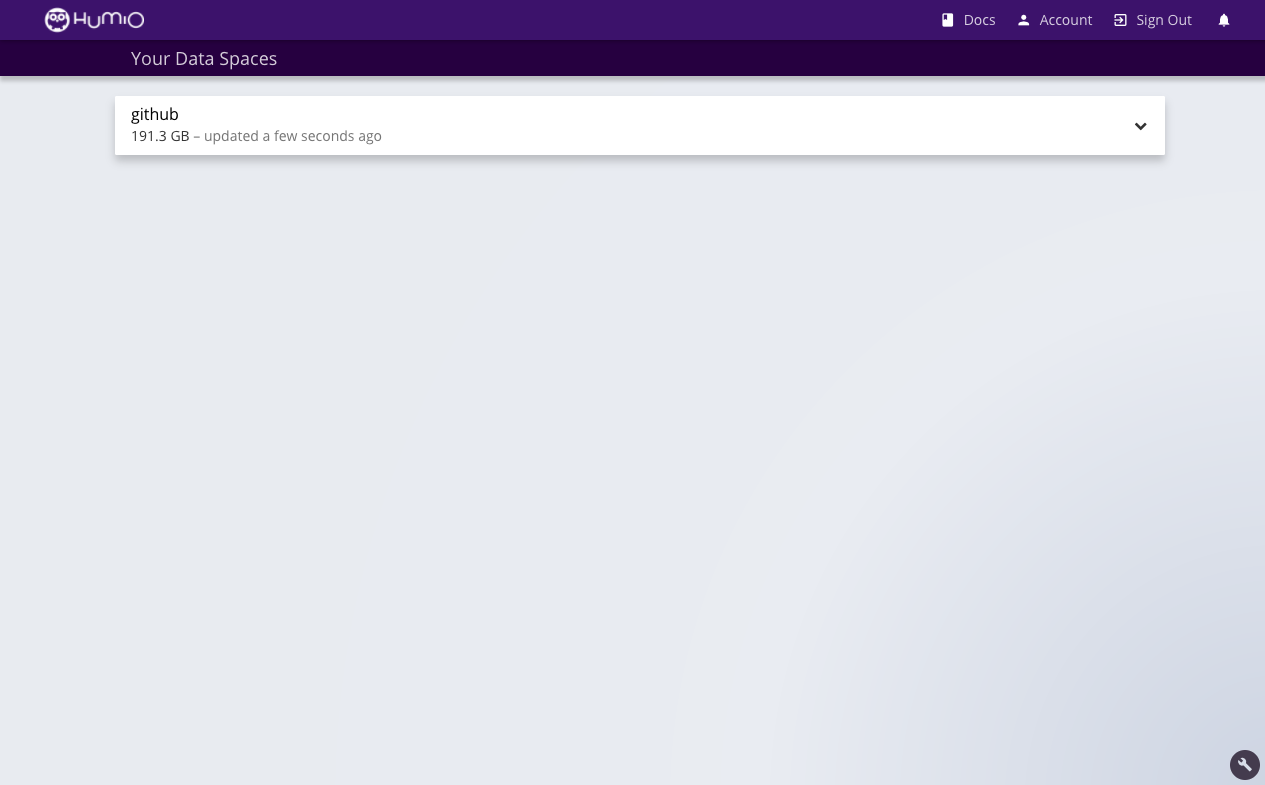 HUMIO
Docs
Account
Sign Out
Your Data Spaces
github
191.3 GB – updated a few seconds ago